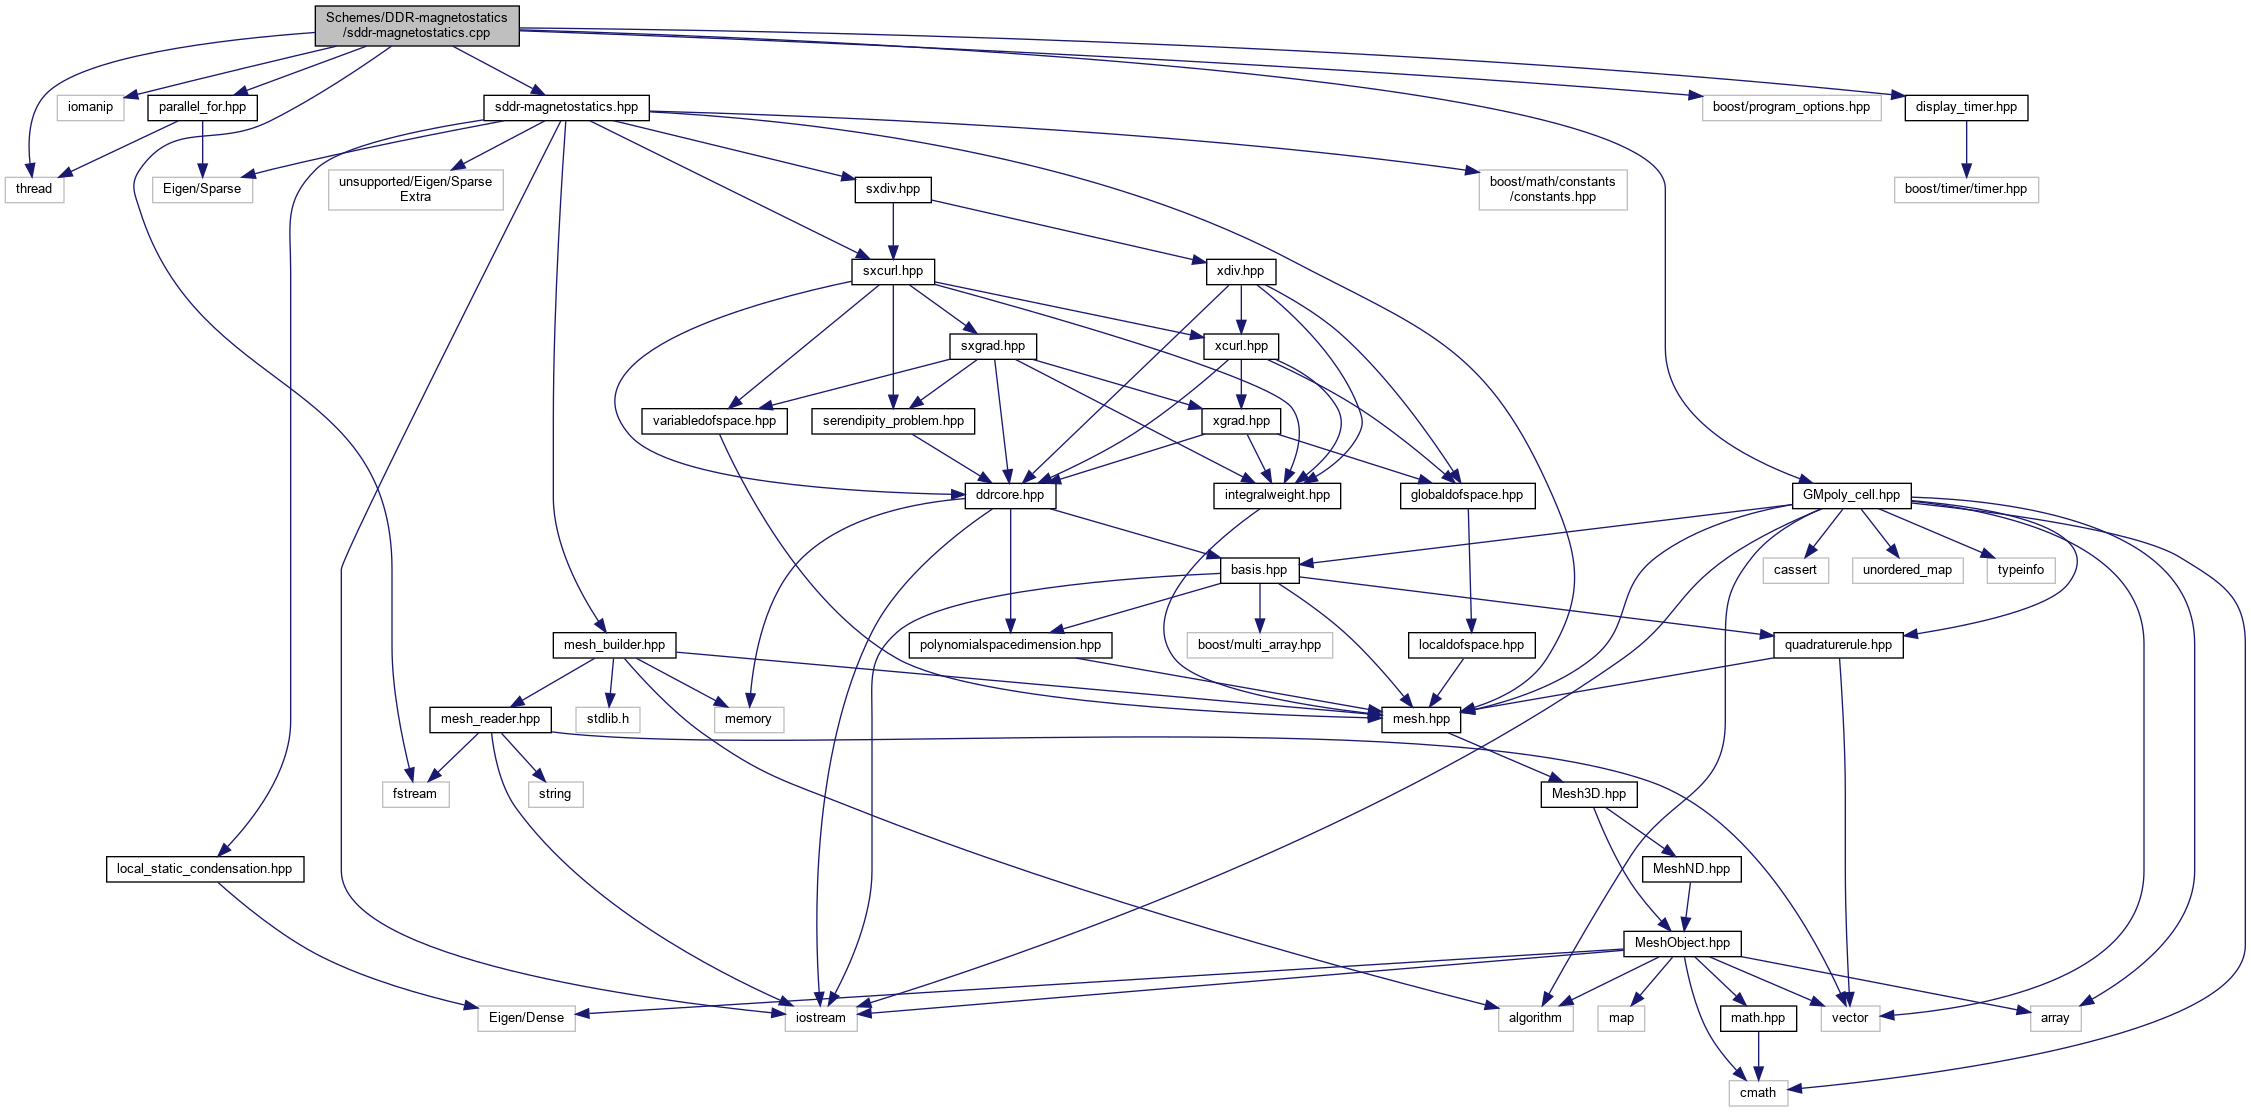 Schemes/DDR-magnetostatics
/sddr-magnetostatics.cpp
iomanip
parallel_for.hpp
sddr-magnetostatics.hpp
boost/program_options.hpp
display_timer.hpp
thread
Eigen/Sparse
unsupported/Eigen/Sparse
Extra
sxdiv.hpp
boost/math/constants
/constants.hpp
boost/timer/timer.hpp
sxcurl.hpp
xdiv.hpp
sxgrad.hpp
xcurl.hpp
variabledofspace.hpp
serendipity_problem.hpp
xgrad.hpp
ddrcore.hpp
integralweight.hpp
globaldofspace.hpp
GMpoly_cell.hpp
basis.hpp
cassert
unordered_map
typeinfo
mesh_builder.hpp
polynomialspacedimension.hpp
boost/multi_array.hpp
localdofspace.hpp
quadraturerule.hpp
mesh_reader.hpp
stdlib.h
memory
mesh.hpp
fstream
string
Mesh3D.hpp
local_static_condensation.hpp
MeshND.hpp
MeshObject.hpp
Eigen/Dense
iostream
algorithm
map
math.hpp
vector
array
cmath